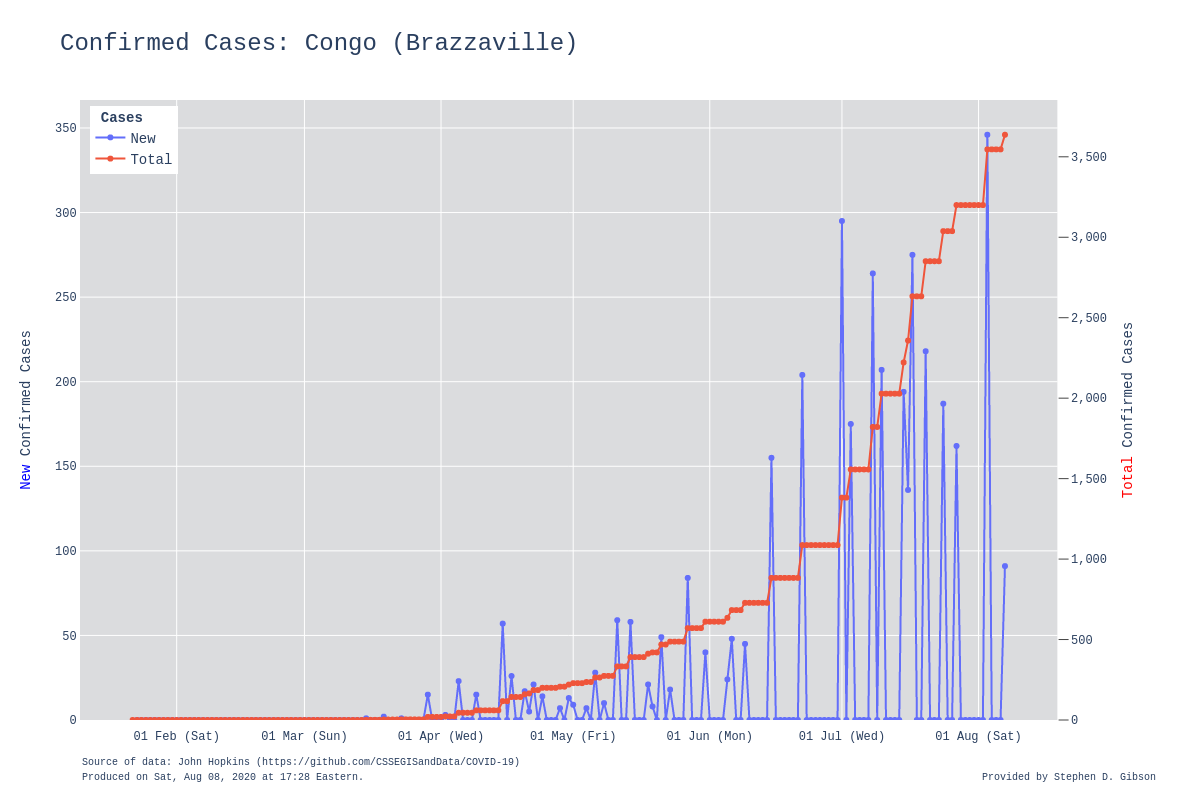 Confirmed Cases: Congo (Brazzaville)
Cases
New
Total
350
300
250
200
150
100
50
0
New Confirmed Cases
3,500
3,000
2,500
2,000
1,500
1,000
500
0
Total Confirmed Cases
01 Feb (Sat)
01 Mar (Sun)
01 Apr (Wed)
01 May (Fri)
01 Jun (Mon)
01 Jul (Wed)
01 Aug (Sat)
Source of data: John Hopkins (https://github.com/CSSEGISandData/COVID-19)
Produced on Sat, Aug 08, 2020 at 17:28 Eastern.
Provided by Stephen D. Gibson